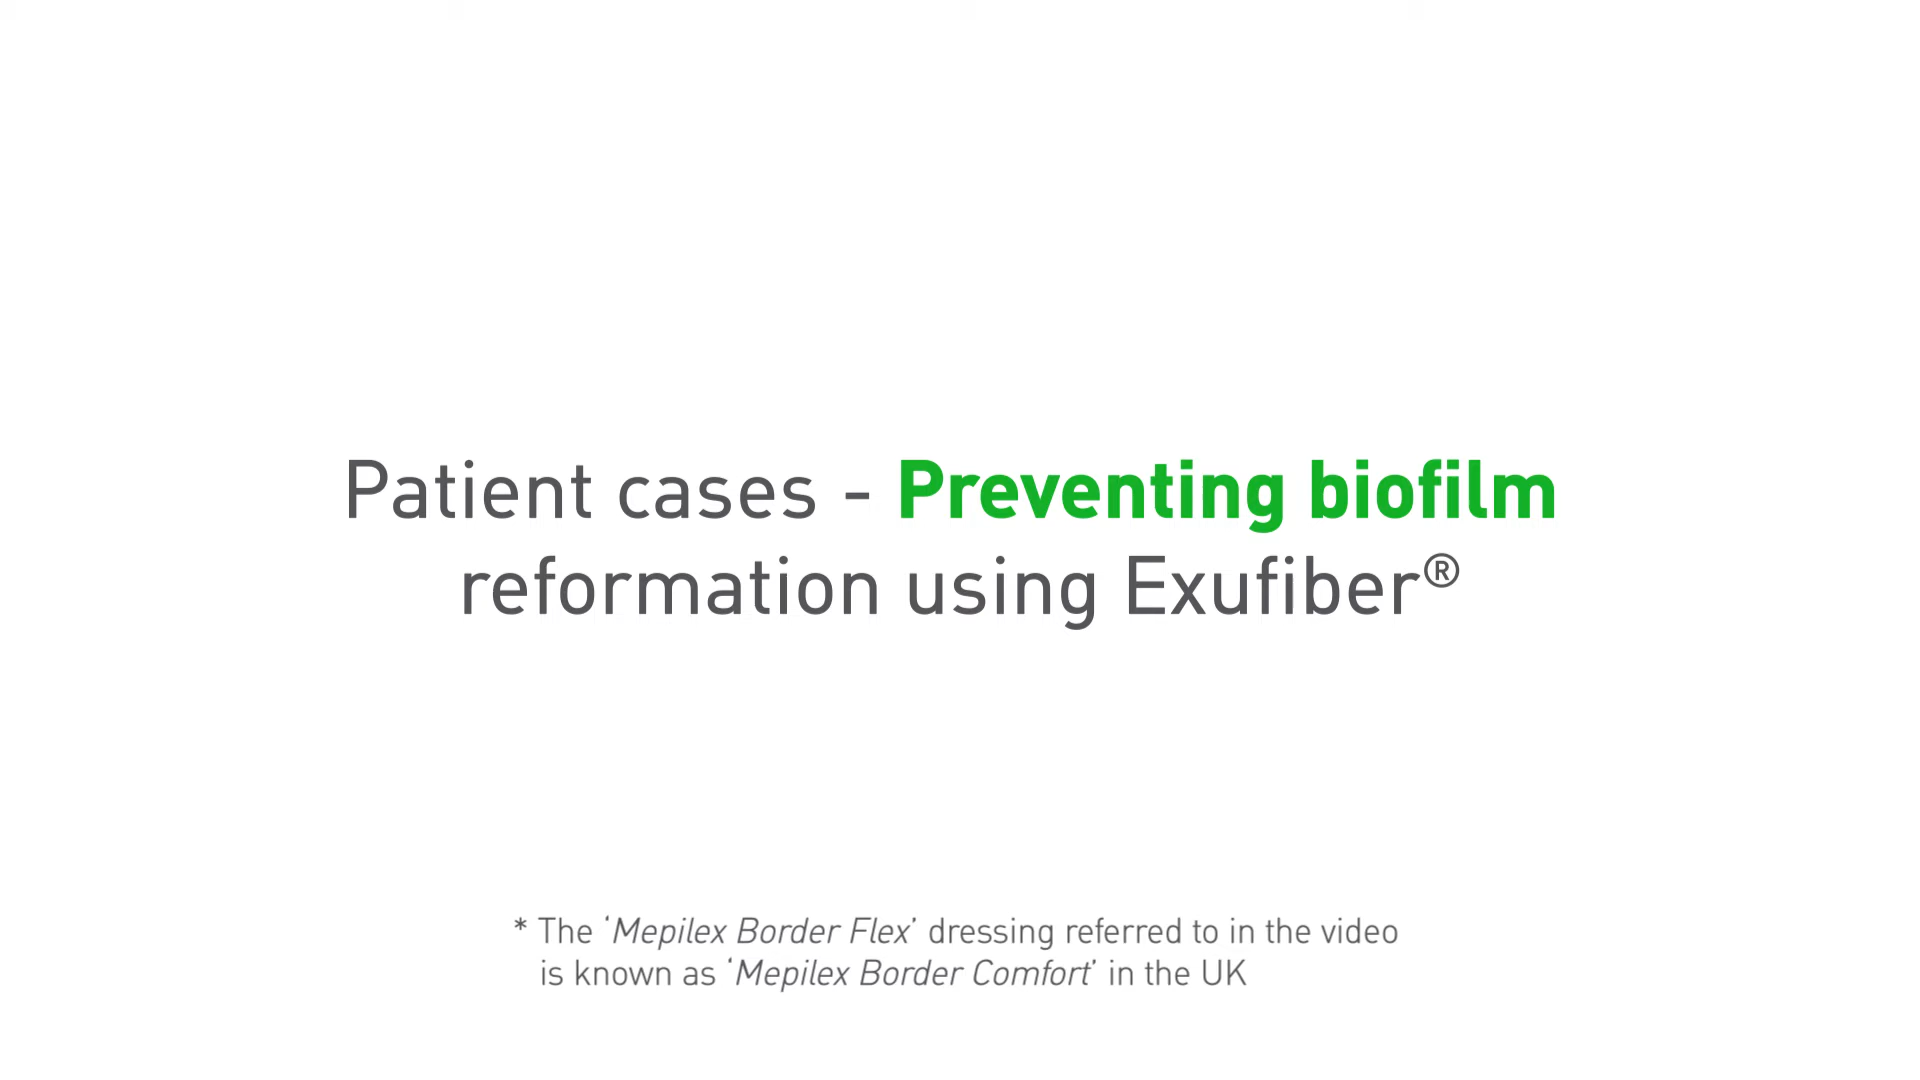 Patient cases - Preventing biofilm
reformation using Exufiber®
* The ‘Mepilex Border Flex’ dressing referred to in the video
is known as ‘Mepilex Border Comfort’ in the UK